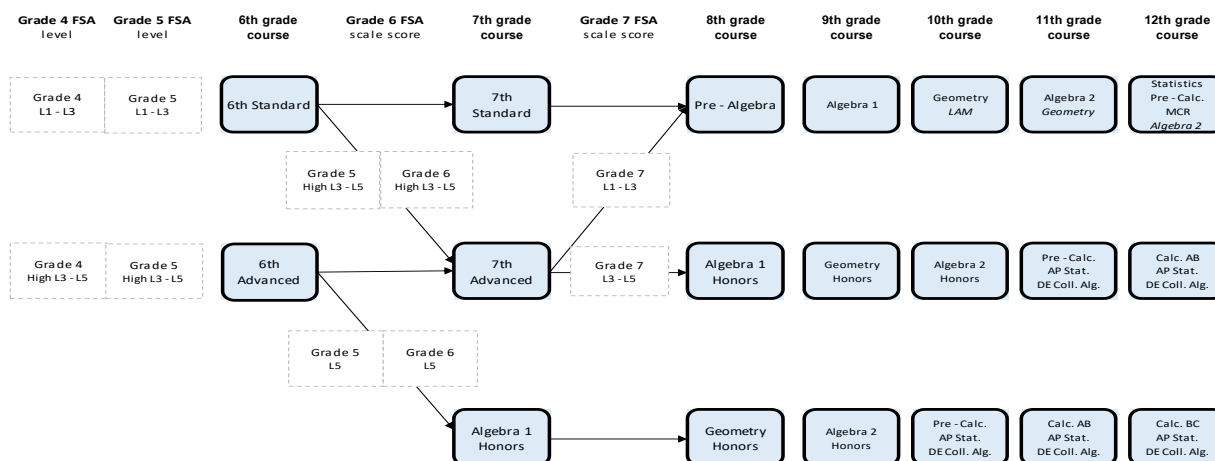 Grade 4 FSA
level
Grade 5 FSA
level
6th grade
course
Grade 6 FSA
scale score
7th grade
course
Grade 7 FSA
scale score
8th grade
course
9th grade
course
10th grade
course
11th grade
course
12th grade
course
Grade 4
L1 - L3
Grade 5
L1 - L3
6th Standard
7th
Standard
Pre - Algebra
Algebra 1
Geometry
LAM
Algebra 2
Geometry
Statistics
Pre - Calc.
MCR
Algebra 2
Grade 5
High L3 - L5
Grade 6
High L3 - L5
Grade 7
L1 - L3
Grade 4
High L3 - L5
Grade 5
High L3 - L5
6th
Advanced
7th
Advanced
Grade 7
L3 - L5
Algebra 1
Honors
Geometry
Honors
Algebra 2
Honors
Pre - Calc.
AP Stat.
DE Coll. Alg.
Calc. AB
AP Stat.
DE Coll. Alg.
Grade 5
L5
Grade 6
L5
Algebra 1
Honors
Geometry
Honors
Algebra 2
Honors
Pre - Calc.
AP Stat.
DE Coll. Alg.
Calc. AB
AP Stat.
DE Coll. Alg.
Calc. BC
AP Stat.
DE Coll. Alg.